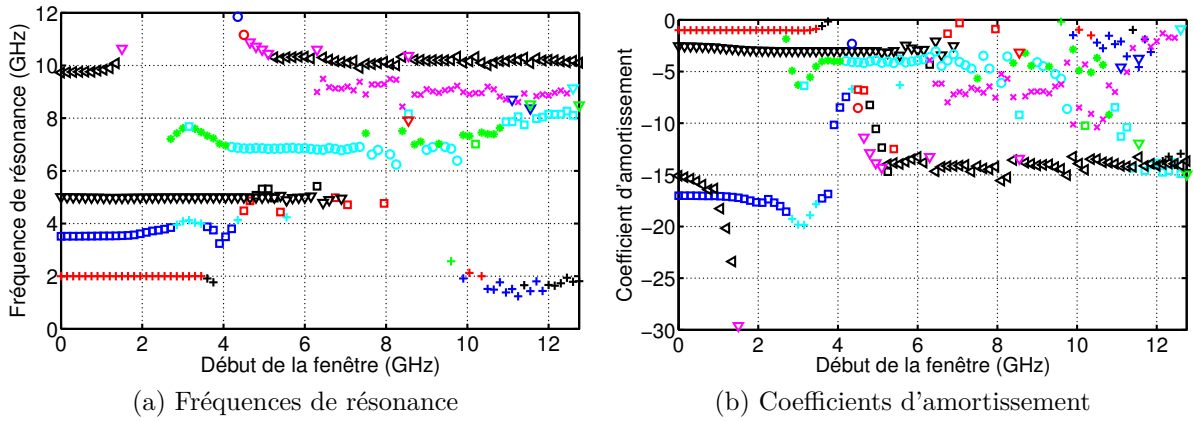 12
10
8
6
4
2
0
Fréquence de résonance (GHz)
0 2 4 6 8 10 12
Début de la fenêtre (GHz)
(a) Fréquences de résonance
0
−5
−10
−15
−20
−25
−30
Coefficient d'amortissement
0 2 4 6 8 10 12
Début de la fenêtre (GHz)
(b) Coefficients d'amortissement